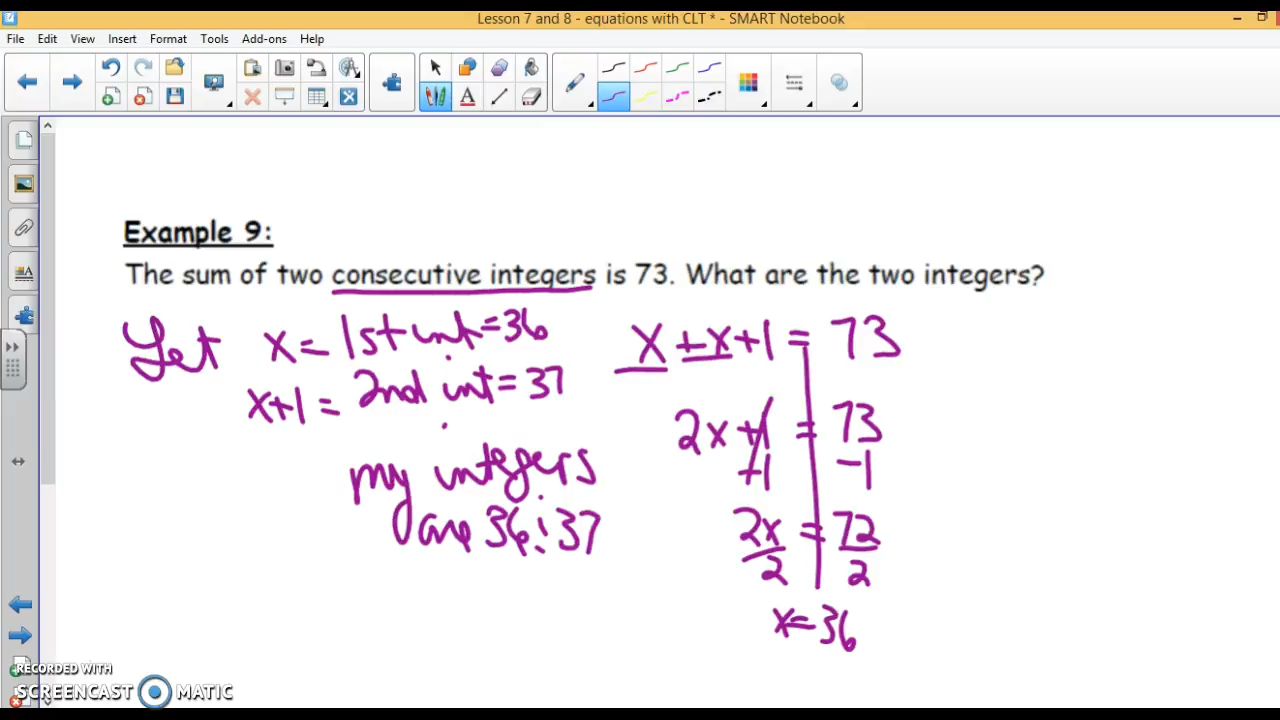 Lesson 7 and 8 - equations with CLT * - SMART Notebook
File Edit View Insert Format Tools Add-ons Help
Example 9:
The sum of two consecutive integers is 73. What are the two integers?
Let x = 1st int = 36
x+1 = 2nd int = 37
my integers
are 36 : 37
x + x + 1 = 73
2x +1 = 73
-1 -1
2x = 72
2 2
x = 36
RECORDED WITH
SCREENCAST MATIC